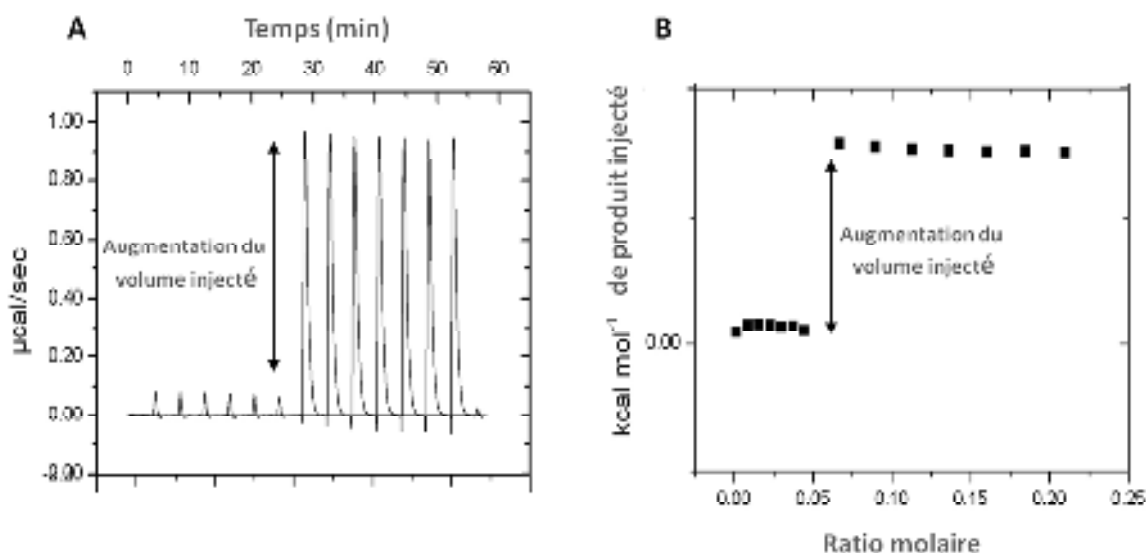 A
Temps (min)
0 10 20 30 40 50 60
1.00
0.80
0.60
0.40
0.20
0.00
µcal/sec
Augmentation du
volume injecté
B
kcal mol⁻¹ de produit injecté
0.00
Augmentation du
volume injecté
0.00 0.05 0.10 0.15 0.20 0.25
Ratio molaire